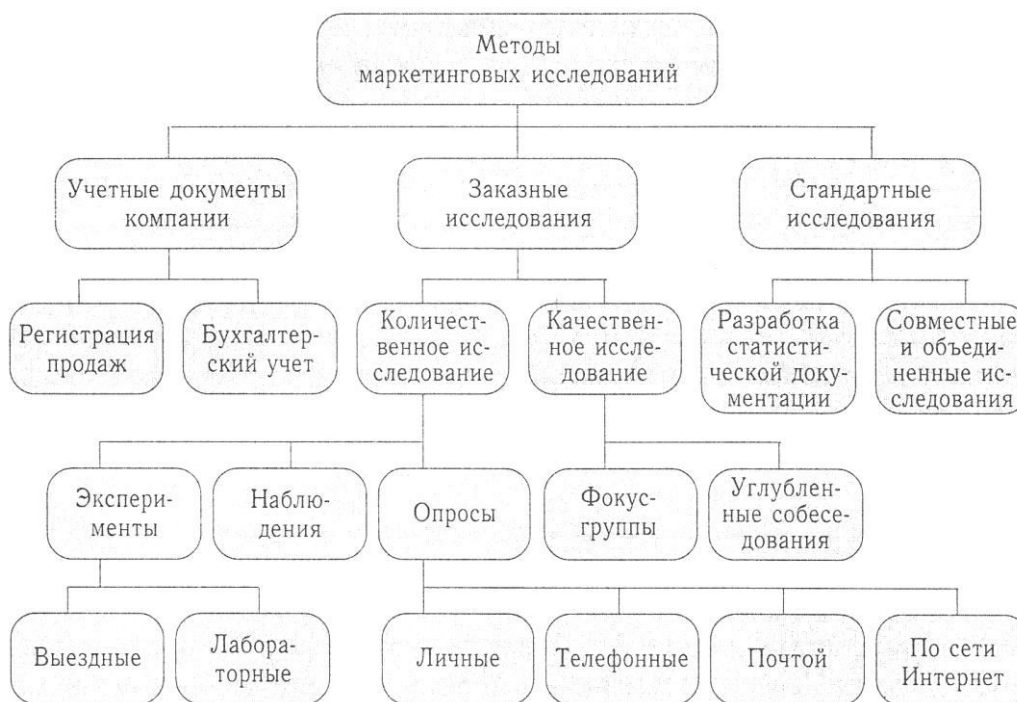 Методы
маркетинговых исследований
Учетные документы
компании
Заказные
исследования
Стандартные
исследования
Регистрация
продаж
Бухгалтер-
ский учет
Количест-
венное ис-
следование
Качествен-
ное иссле-
дование
Разработка
статисти-
ческой доку-
ментации
Совместные
и объеди-
ненные ис-
следования
Экспери-
менты
Наблю-
дения
Опросы
Фокус-
группы
Углублен-
ные собесе-
дования
Выездные
Лабора-
торные
Личные
Телефонные
Почтой
По сети
Интернет